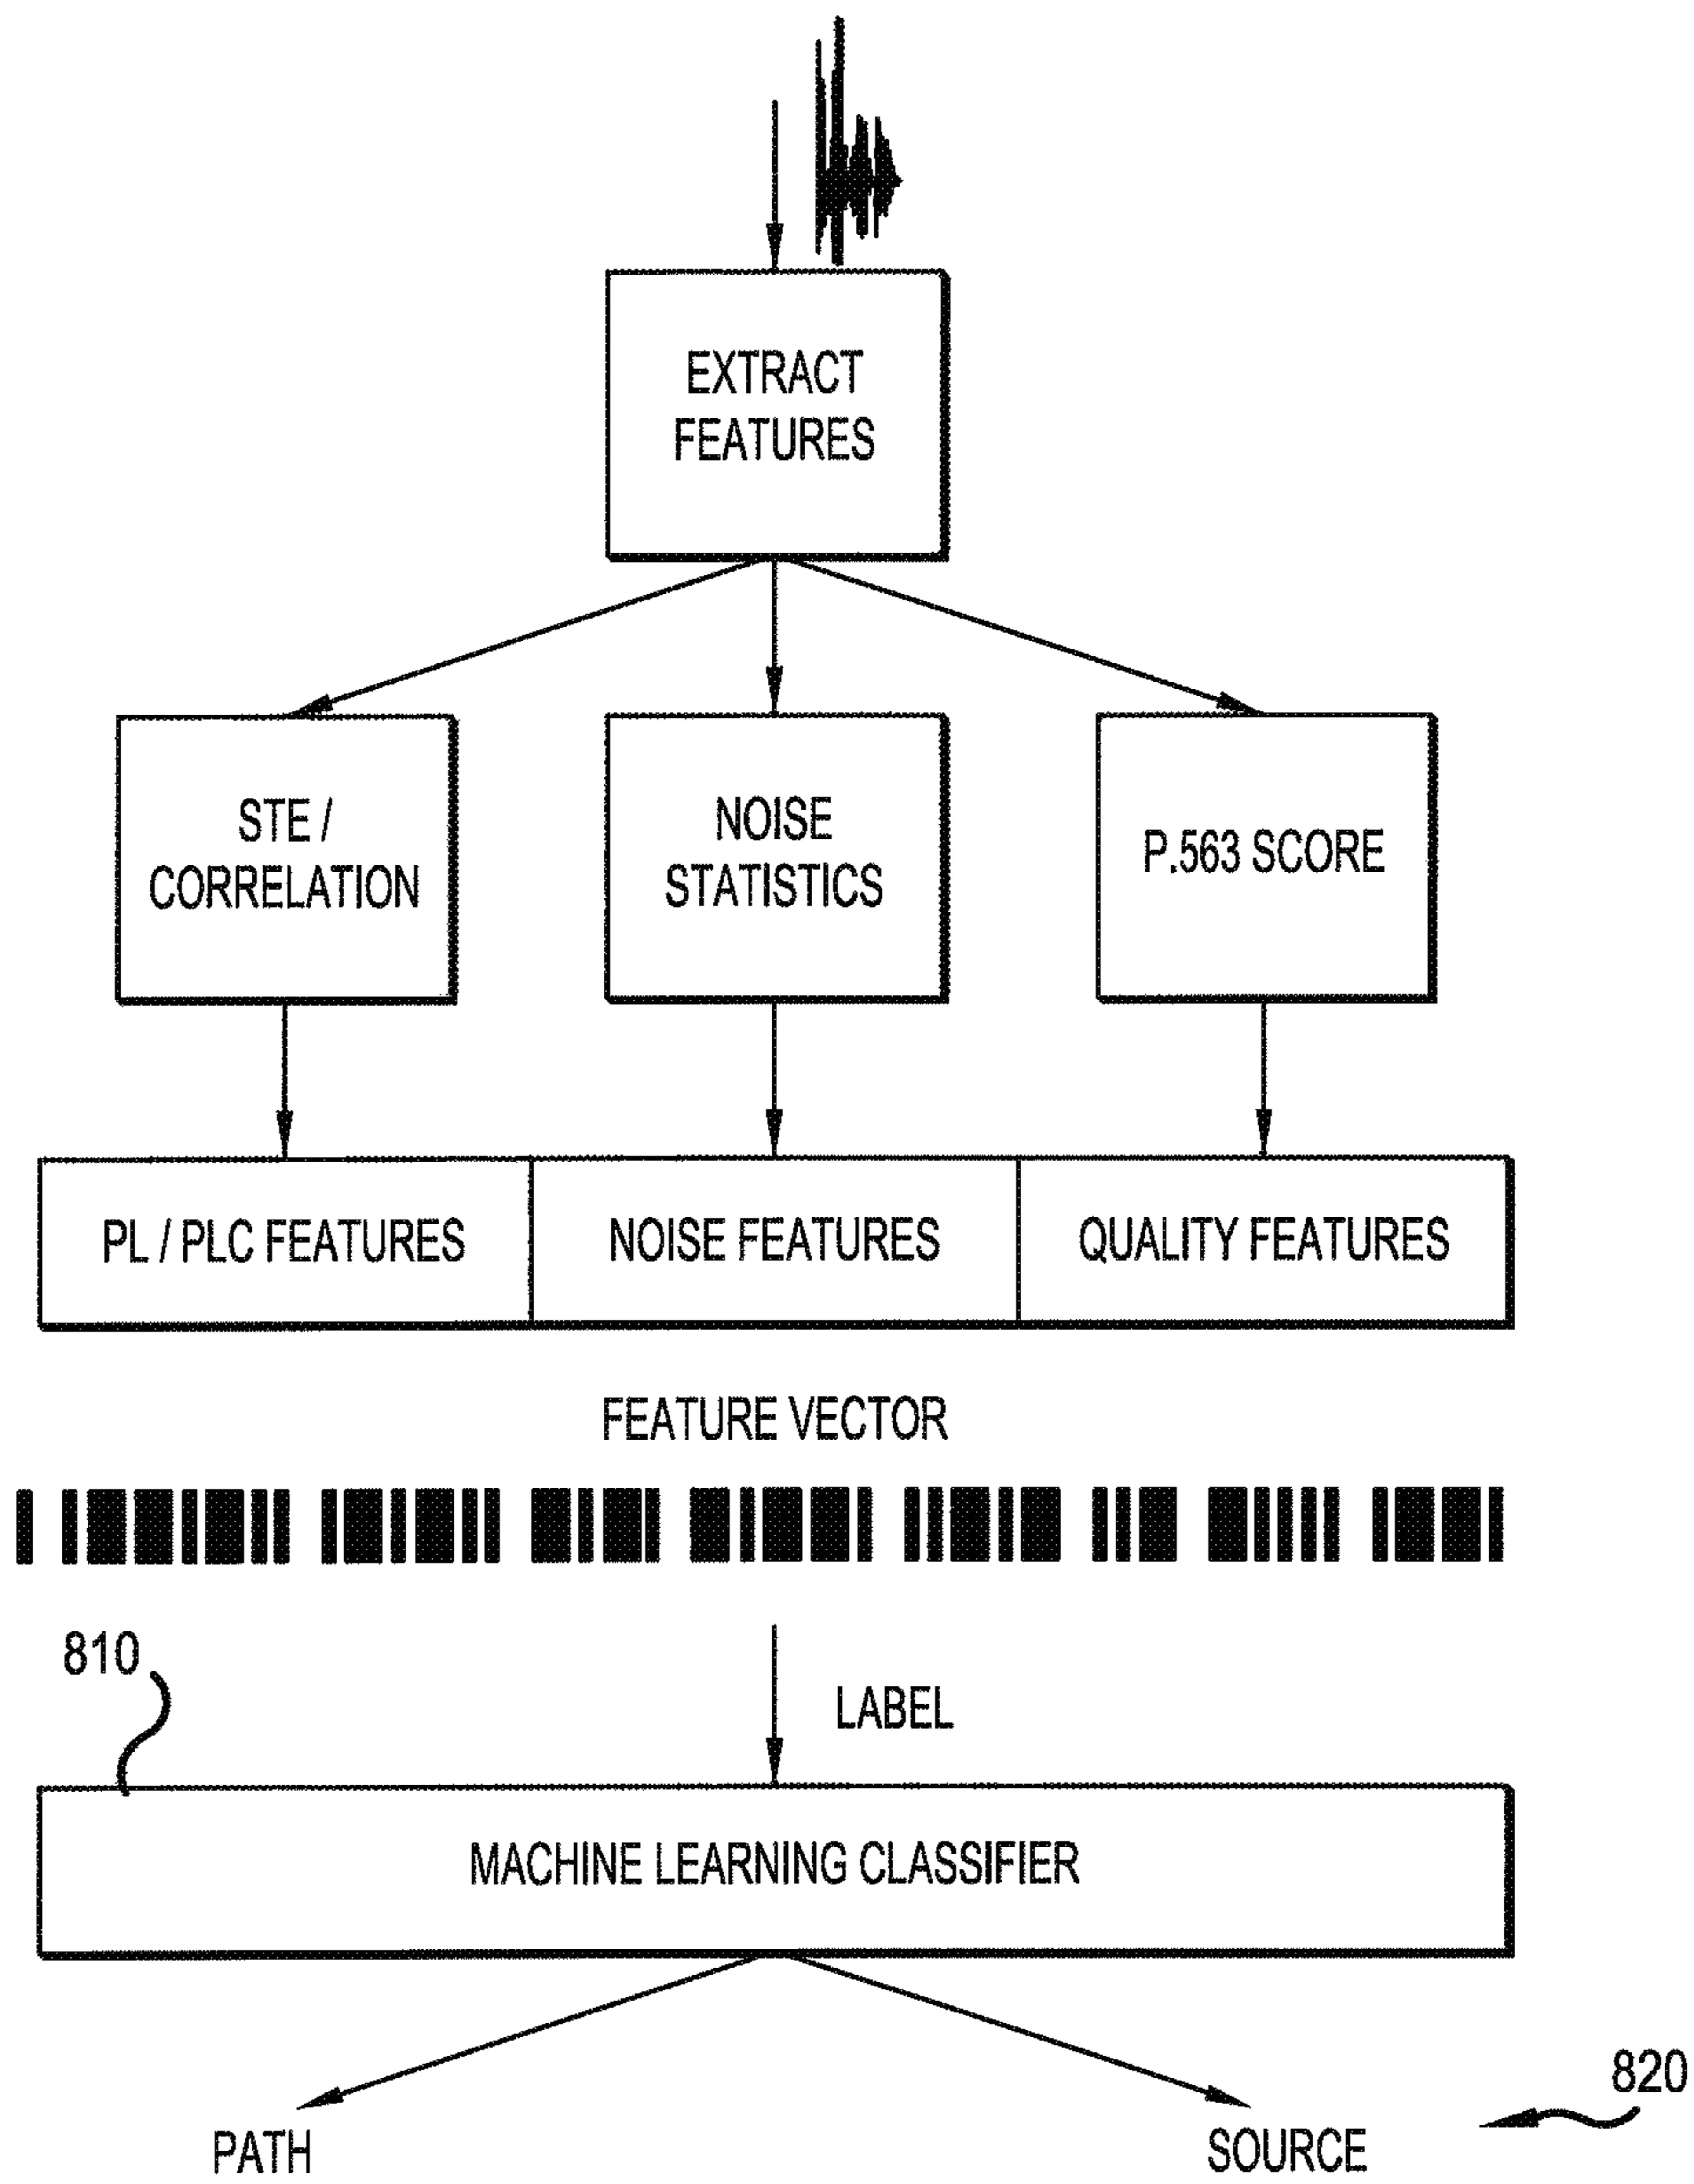 EXTRACT
FEATURES
STE /
CORRELATION
NOISE
STATISTICS
P.563 SCORE
PL / PLC FEATURES
NOISE FEATURES
QUALITY FEATURES
FEATURE VECTOR
810
LABEL
MACHINE LEARNING CLASSIFIER
820
PATH
SOURCE